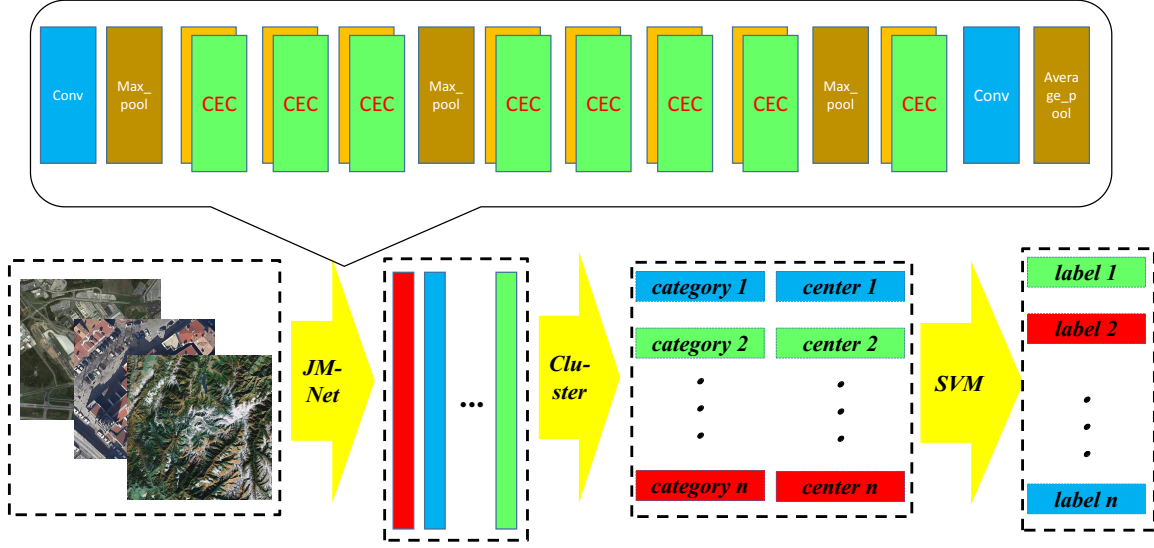 Conv
Max_
pool
CEC
CEC
CEC
Max_
pool
CEC
CEC
CEC
CEC
Max_
pool
CEC
Conv
Avera
ge_p
ool
JM-
Net
...
Clu-
ster
category 1 center 1
category 2 center 2
category n center n
SVM
label 1
label 2
label n